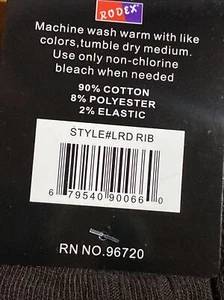 RODEX
Machine wash warm with like
colors,tumble dry medium.
Use only non-chlorine
bleach when needed
90% COTTON
8% POLYESTER
2% ELASTIC
STYLE#LRD RIB
6 79540 90066 0
RN NO.96720